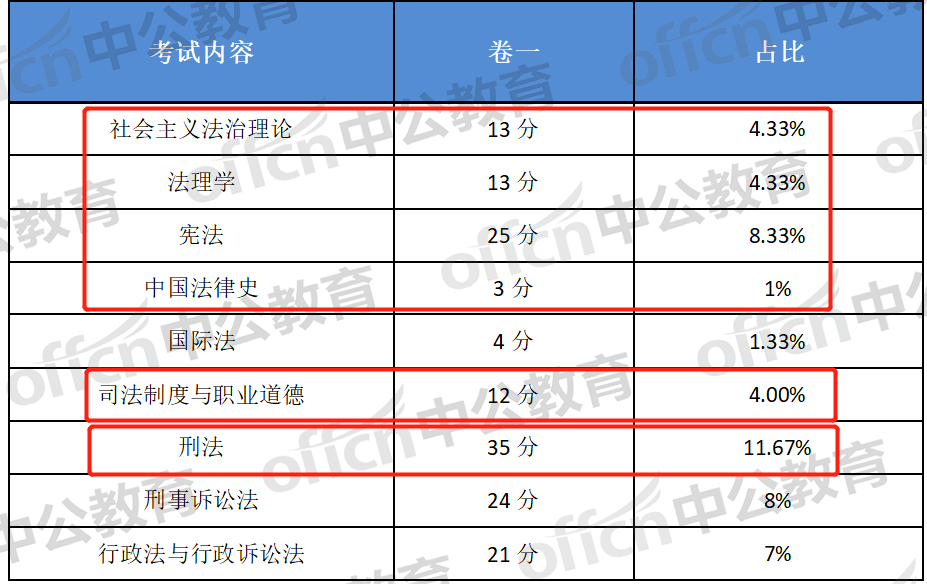 考试内容 卷一 占比
社会主义法治理论 13 分 4.33%
法理学 13 分 4.33%
宪法 25 分 8.33%
中国法律史 3 分 1%
国际法 4 分 1.33%
司法制度与职业道德 12 分 4.00%
刑法 35 分 11.67%
刑事诉讼法 24 分 8%
行政法与行政诉讼法 21 分 7%
offcn中公教育